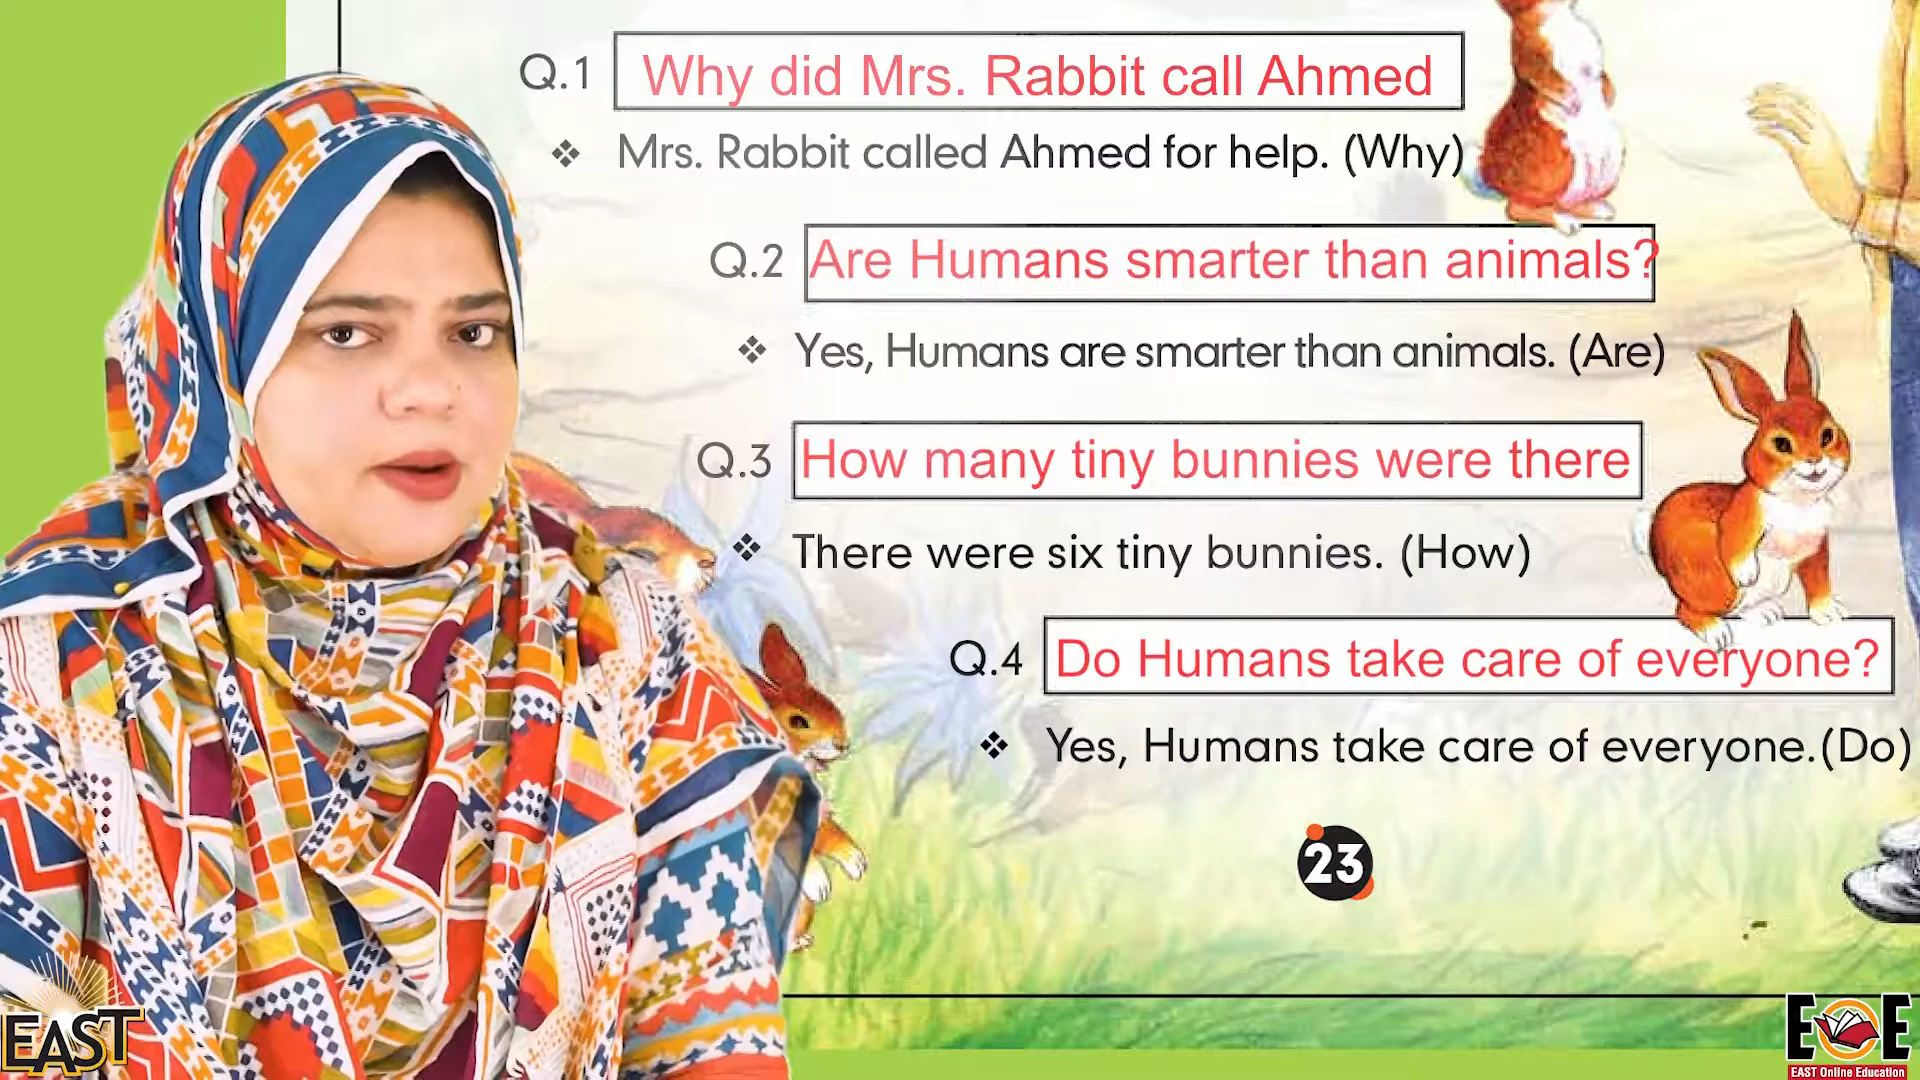 Q.1 Why did Mrs. Rabbit call Ahmed
❖ Mrs. Rabbit called Ahmed for help. (Why)
Q.2 Are Humans smarter than animals?
❖ Yes, Humans are smarter than animals. (Are)
Q.3 How many tiny bunnies were there
❖ There were six tiny bunnies. (How)
Q.4 Do Humans take care of everyone?
❖ Yes, Humans take care of everyone.(Do)
23
EAST
EOE
EAST Online Education